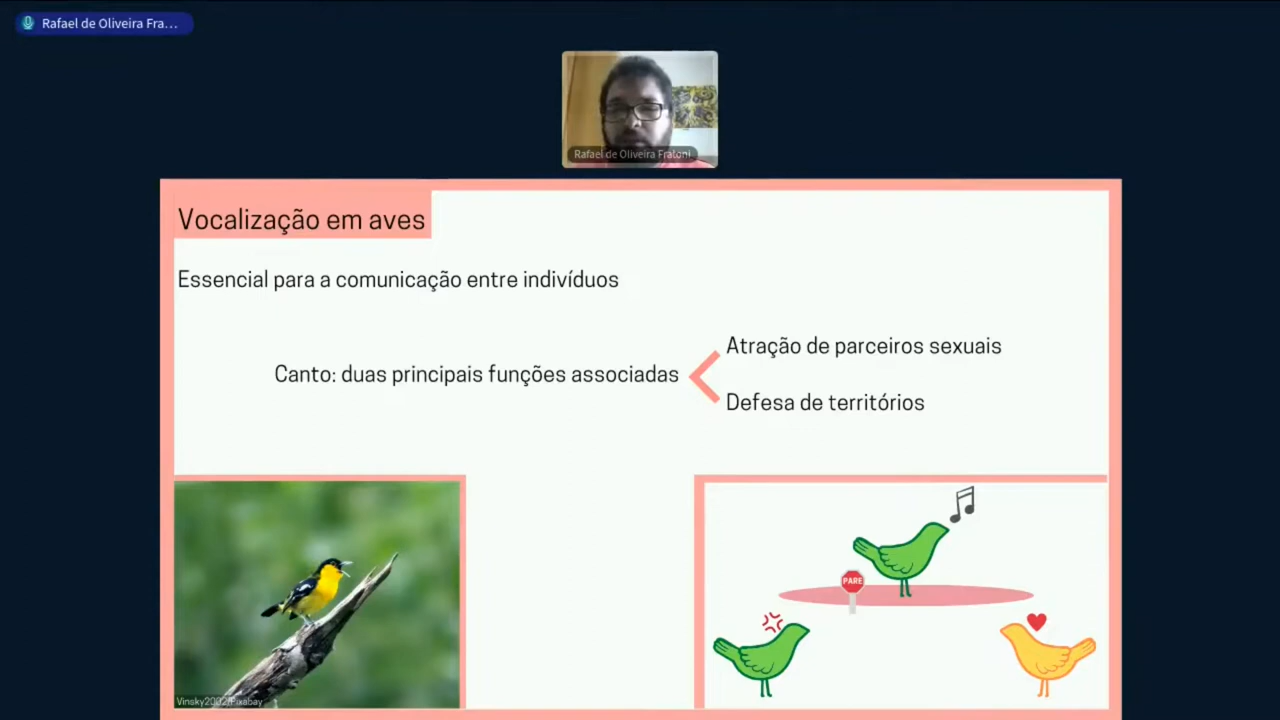 Rafael de Oliveira Fra...
Rafael de Oliveira Fratoni
Vocalização em aves
Essencial para a comunicação entre indivíduos
Atração de parceiros sexuais
Canto: duas principais funções associadas
Defesa de territórios
PARE
Vinsky2002/Pixabay